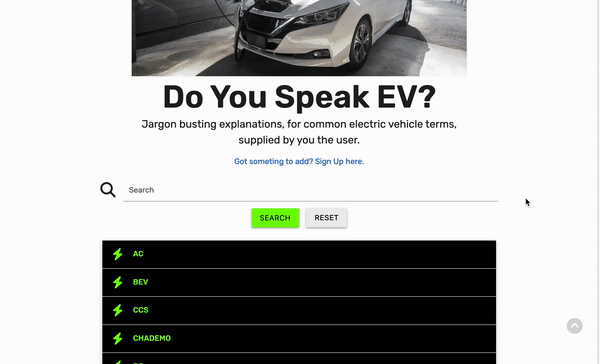 Do You Speak EV?
Jargon busting explanations, for common electric vehicle terms,
supplied by you the user.
Got someting to add? Sign Up here.
Search
SEARCH RESET
AC
BEV
CCS
CHADEMO